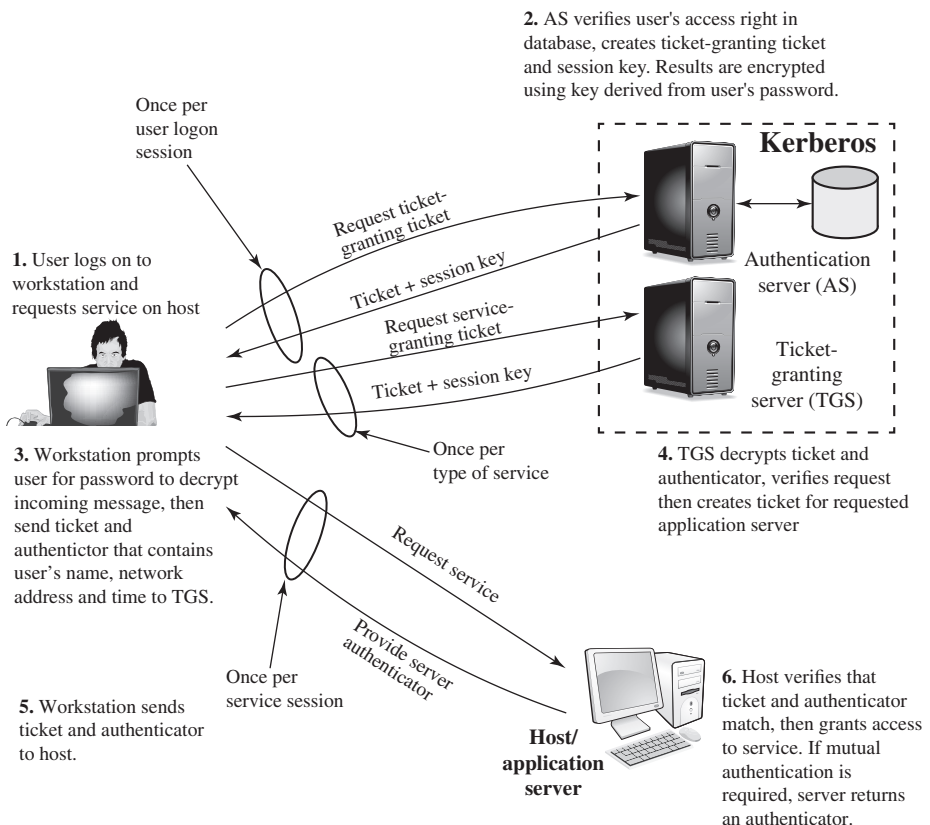 2. AS verifies user's access right in
database, creates ticket-granting ticket
and session key. Results are encrypted
using key derived from user's password.
Once per
user logon
session
Kerberos
Request ticket-
granting ticket
1. User logs on to
workstation and
requests service on host
Ticket + session key
Authentication
server (AS)
Request service-
granting ticket
Ticket-
granting
server (TGS)
Ticket + session key
Once per
type of service
3. Workstation prompts
user for password to decrypt
incoming message, then
send ticket and
authentictor that contains
user's name, network
address and time to TGS.
4. TGS decrypts ticket and
authenticator, verifies request
then creates ticket for requested
application server
Request service
Provide server
authenticator
Once per
service session
5. Workstation sends
ticket and authenticator
to host.
Host/
application
server
6. Host verifies that
ticket and authenticator
match, then grants access
to service. If mutual
authentication is
required, server returns
an authenticator.